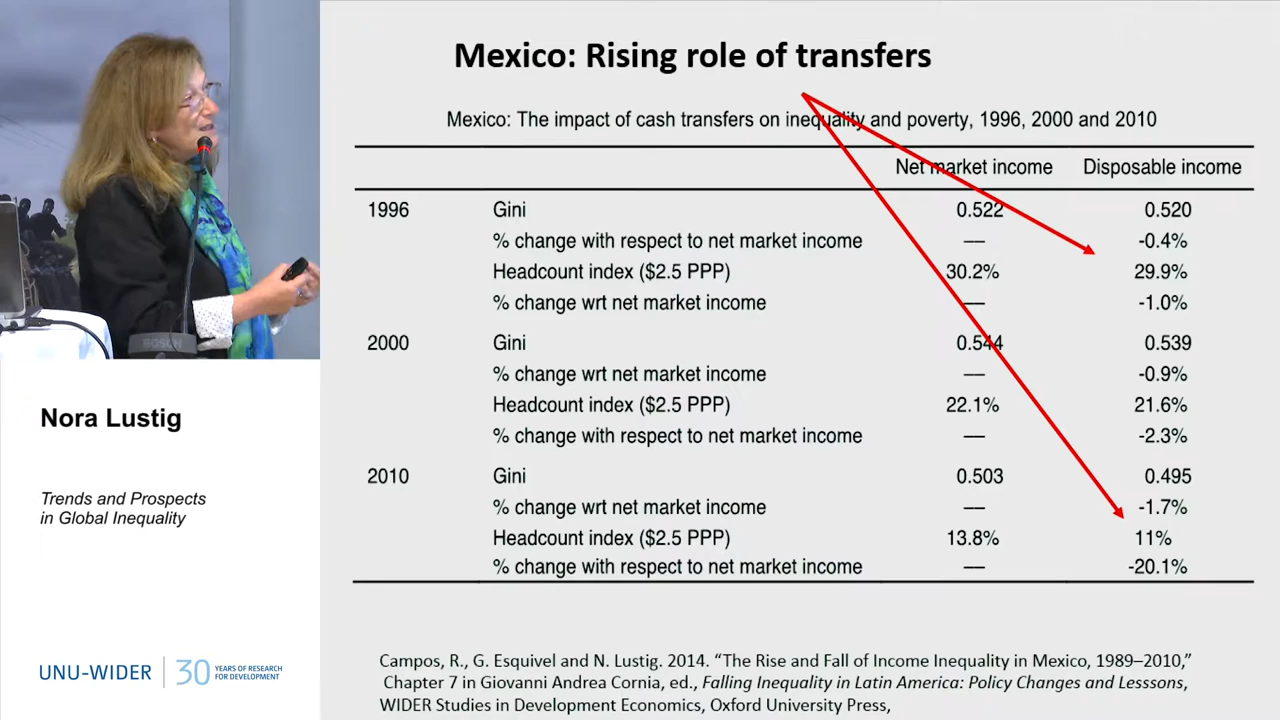 Mexico: Rising role of transfers
Mexico: The impact of cash transfers on inequality and poverty, 1996, 2000 and 2010
Net market income Disposable income
1996 Gini 0.522 0.520
% change with respect to net market income — -0.4%
Headcount index ($2.5 PPP) 30.2% 29.9%
% change wrt net market income — -1.0%
2000 Gini 0.544 0.539
% change wrt net market income — -0.9%
Headcount index ($2.5 PPP) 22.1% 21.6%
% change with respect to net market income — -2.3%
2010 Gini 0.503 0.495
% change wrt net market income — -1.7%
Headcount index ($2.5 PPP) 13.8% 11%
% change with respect to net market income — -20.1%
Campos, R., G. Esquivel and N. Lustig. 2014. “The Rise and Fall of Income Inequality in Mexico, 1989–2010,”
Chapter 7 in Giovanni Andrea Cornia, ed., Falling Inequality in Latin America: Policy Changes and Lesssons,
WIDER Studies in Development Economics, Oxford University Press,
BOSCH
Nora Lustig
Trends and Prospects
in Global Inequality
UNU-WIDER
30 YEARS OF RESEARCH
FOR DEVELOPMENT